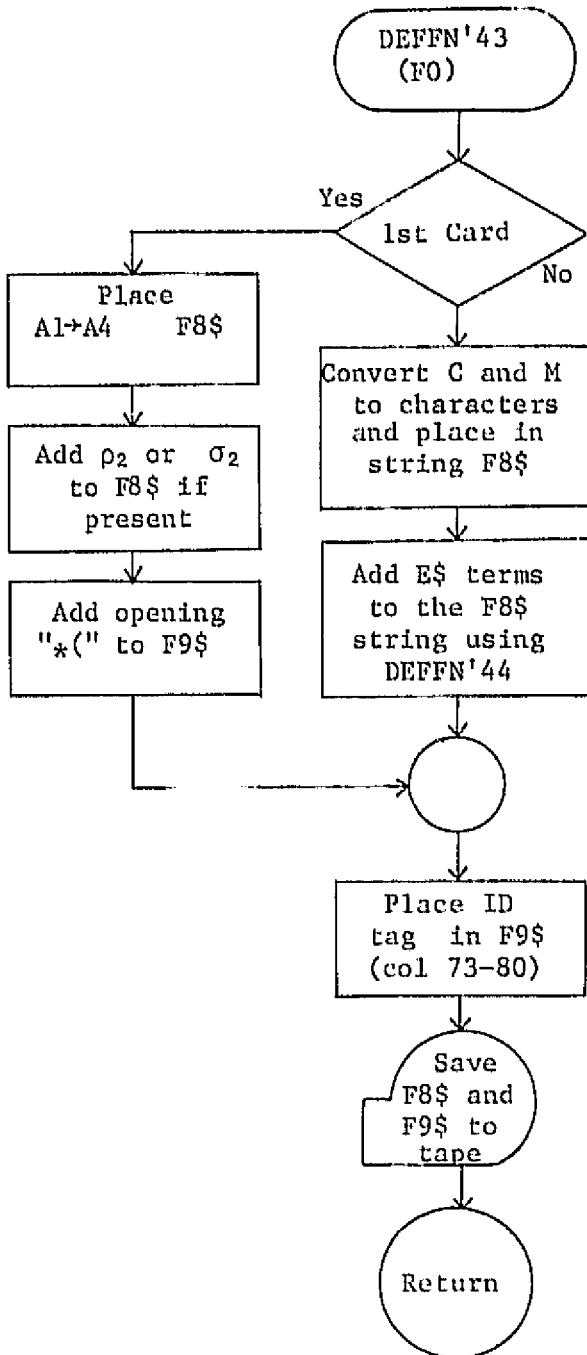 DEFFN'43
(F0)
Yes
1st Card
No
Place
A1→A4 F8$
Add ρ₂ or σ₂
to F8$ if
present
Add opening
"*(" to F9$
Convert C and M
to characters
and place in
string F8$
Add E$ terms
to the F8$
string using
DEFFN'44
Place ID
tag in F9$
(col 73-80)
Save
F8$ and
F9$ to
tape
Return